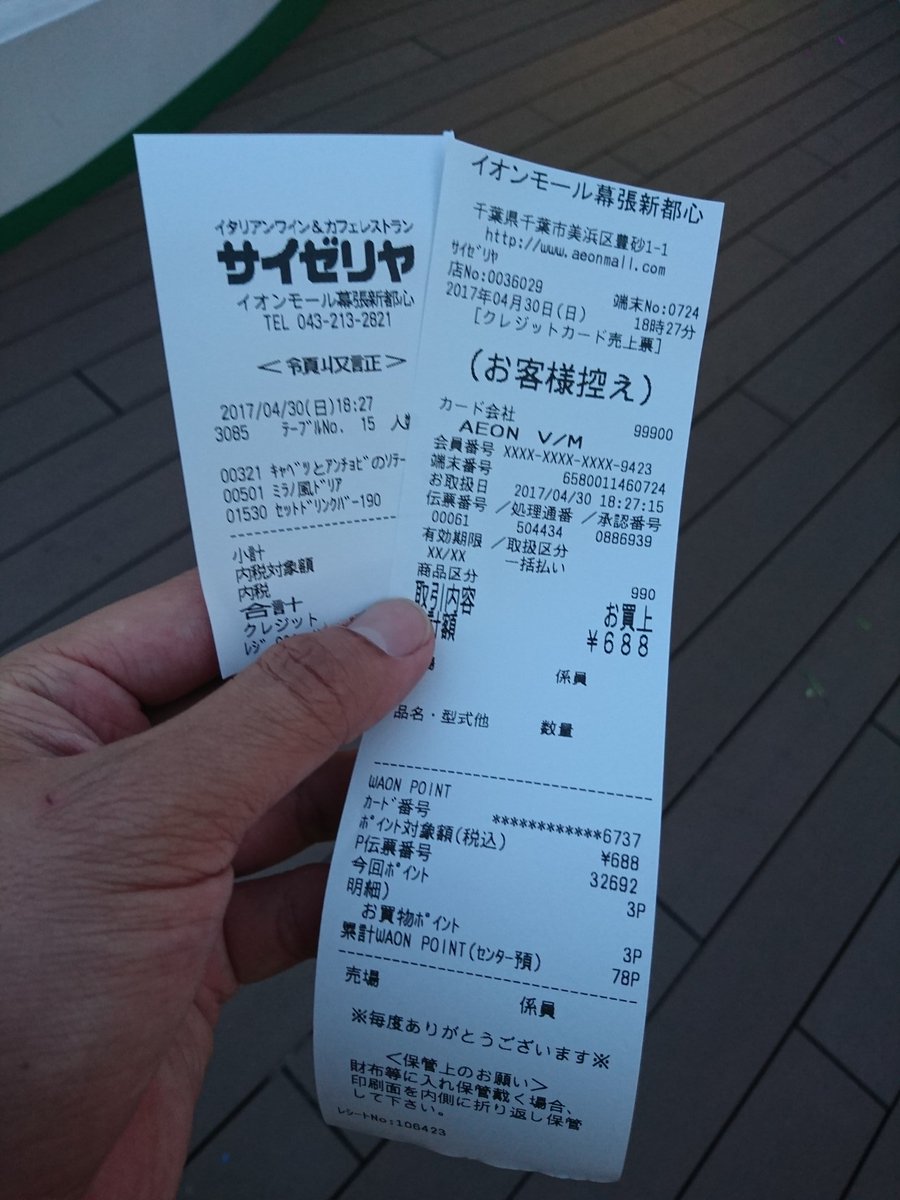 イタリアンワイン&カフェレストラン
サイゼリヤ
イオンモール幕張新都心
TEL 043-213-2821
<領収証>
2017/04/30(日)18:27
3085 テーブルNo. 15
00321 キャベツとアンチョビのソテー
00501 ミラノ風ドリア
01530 セットドリンクバー190
小計
内税対象額
内税
合計
クレジット
レジ
イオンモール幕張新都心
千葉県千葉市美浜区豊砂1-1
http://www.aeonmall.com
サイゼリヤ
店No:0036029 端末No:0724
2017年04月30日(日) 18時27分
[クレジットカード売上票]
(お客様控え)
カード会社 99900
AEON V/M
会員番号 XXXX-XXXX-XXXX-9423
端末番号 6580011460724
お取扱日 2017/04/30 18:27:15
伝票番号/処理通番/承認番号
00061 504434 0886939
有効期限/取扱区分
XX/XX 一括払い
商品区分 990
取引内容 お買上
計額 ¥688
係員
品名・型式他 数量
WAON POINT
カード番号 ************6737
ポイント対象額(税込) ¥688
P伝票番号 32692
今回ポイント 3P
明細)
お買物ポイント 3P
累計WAON POINT(センター預) 78P
売場 係員
※毎度ありがとうございます※
<保管上のお願い>
財布等に入れ保管戴く場合、
印刷面を内側に折り返し保管
して下さい。
レシートNo:106423